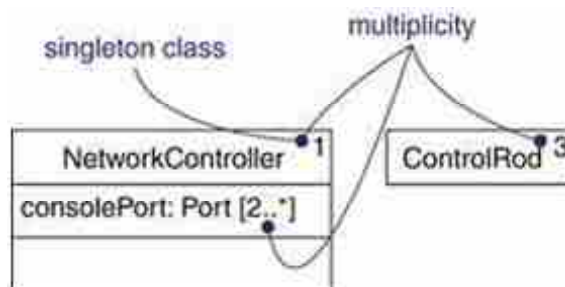 multiplicity
singleton class
NetworkController 1
ControlRod 3
consolePort: Port [2..*]